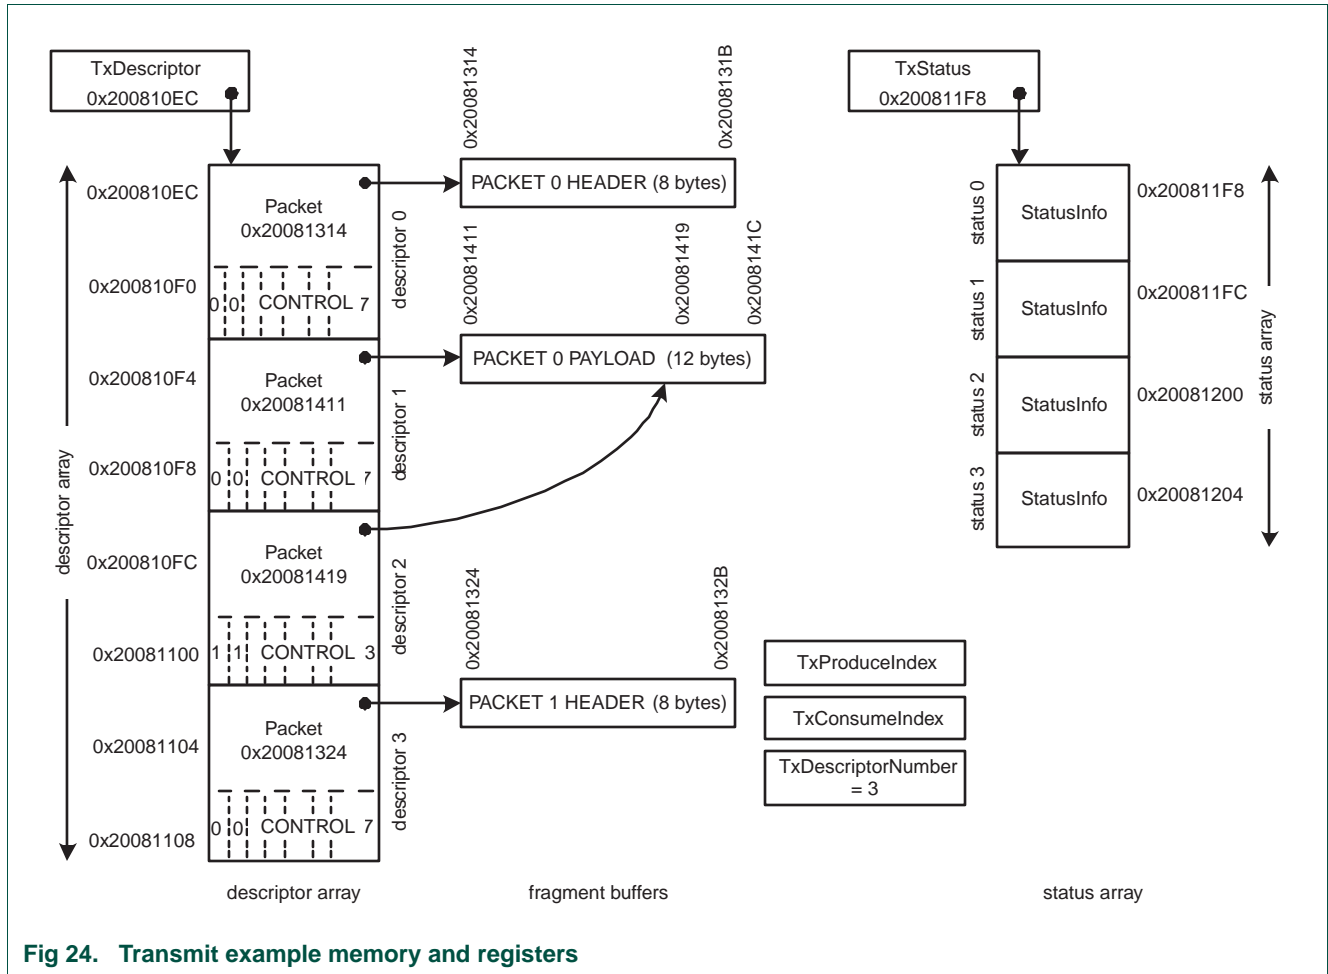 TxDescriptor
0x200810EC
0x20081314
0x2008131B
TxStatus
0x200811F8
0x200810EC
Packet
0x20081314
descriptor 0
PACKET 0 HEADER (8 bytes)
0x200810F0
0 0 CONTROL 7
0x20081411
0x20081419
0x2008141C
0x200810F4
Packet
0x20081411
descriptor 1
PACKET 0 PAYLOAD (12 bytes)
0x200810F8
0 0 CONTROL 7
descriptor array
0x200810FC
Packet
0x20081419
descriptor 2
0x20081100
1 1 CONTROL 3
0x20081324
0x2008132B
0x20081104
Packet
0x20081324
descriptor 3
PACKET 1 HEADER (8 bytes)
0x20081108
0 0 CONTROL 7
status 0
StatusInfo
0x200811F8
status 1
StatusInfo
0x200811FC
status 2
StatusInfo
0x20081200
status 3
StatusInfo
0x20081204
status array
TxProduceIndex
TxConsumeIndex
TxDescriptorNumber
= 3
descriptor array
fragment buffers
status array
Fig 24. Transmit example memory and registers